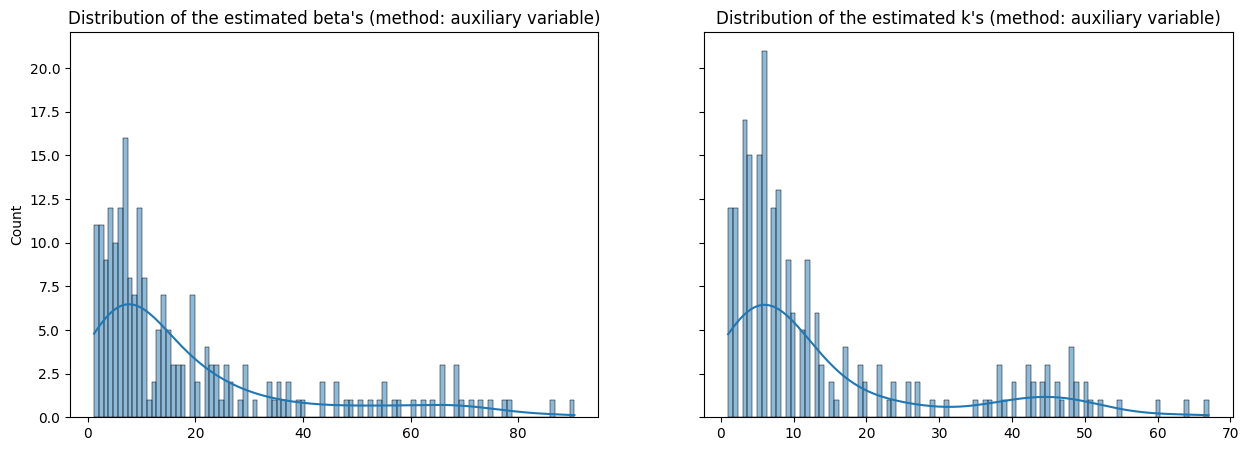 Distribution of the estimated beta's (method: auxiliary variable)
Distribution of the estimated k's (method: auxiliary variable)
20.0
17.5
15.0
12.5
10.0
7.5
5.0
2.5
0.0
Count
0 20 40 60 80
0 10 20 30 40 50 60 70